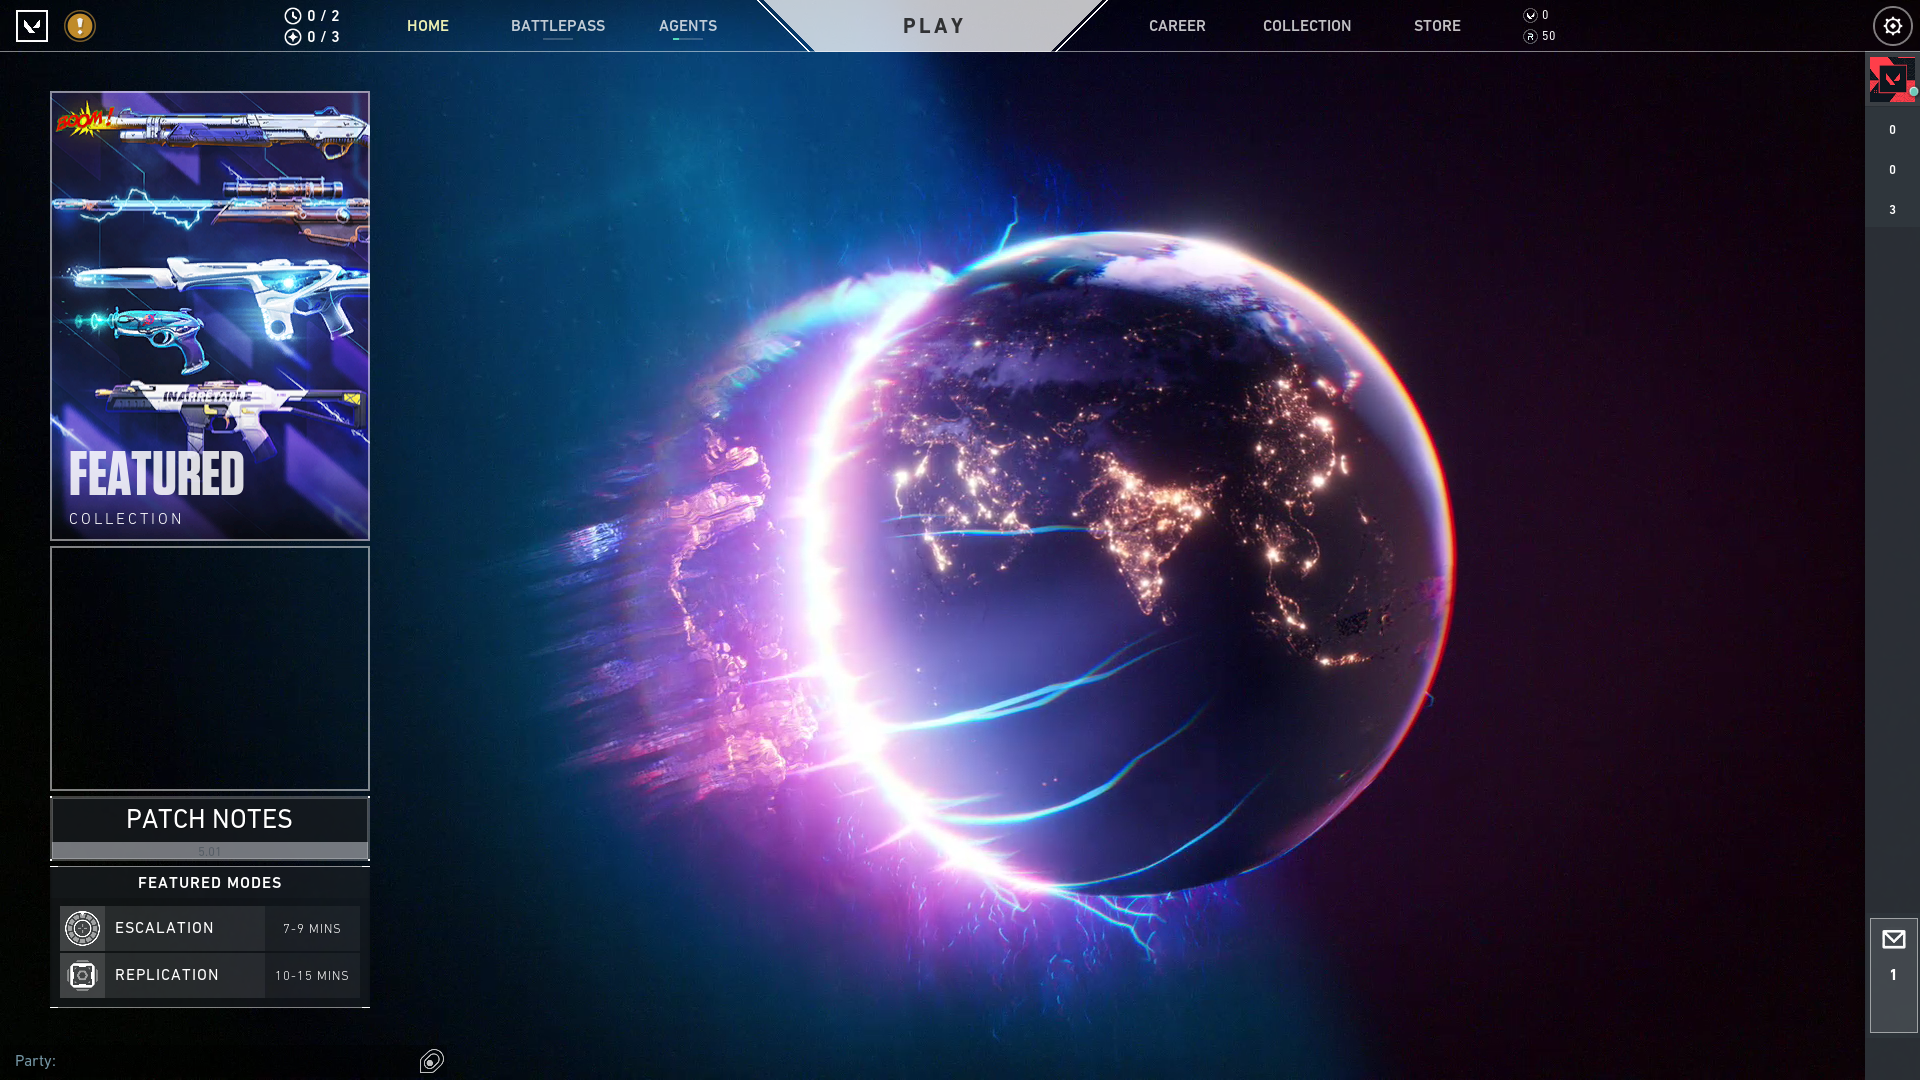 0 / 2
0 / 3
HOME
BATTLEPASS
AGENTS
PLAY
CAREER
COLLECTION
STORE
0
50
BOOM!
INARRETABLE
FEATURED
COLLECTION
0
0
3
PATCH NOTES
5.01
FEATURED MODES
ESCALATION 7-9 MINS
REPLICATION 10-15 MINS
1
Party: